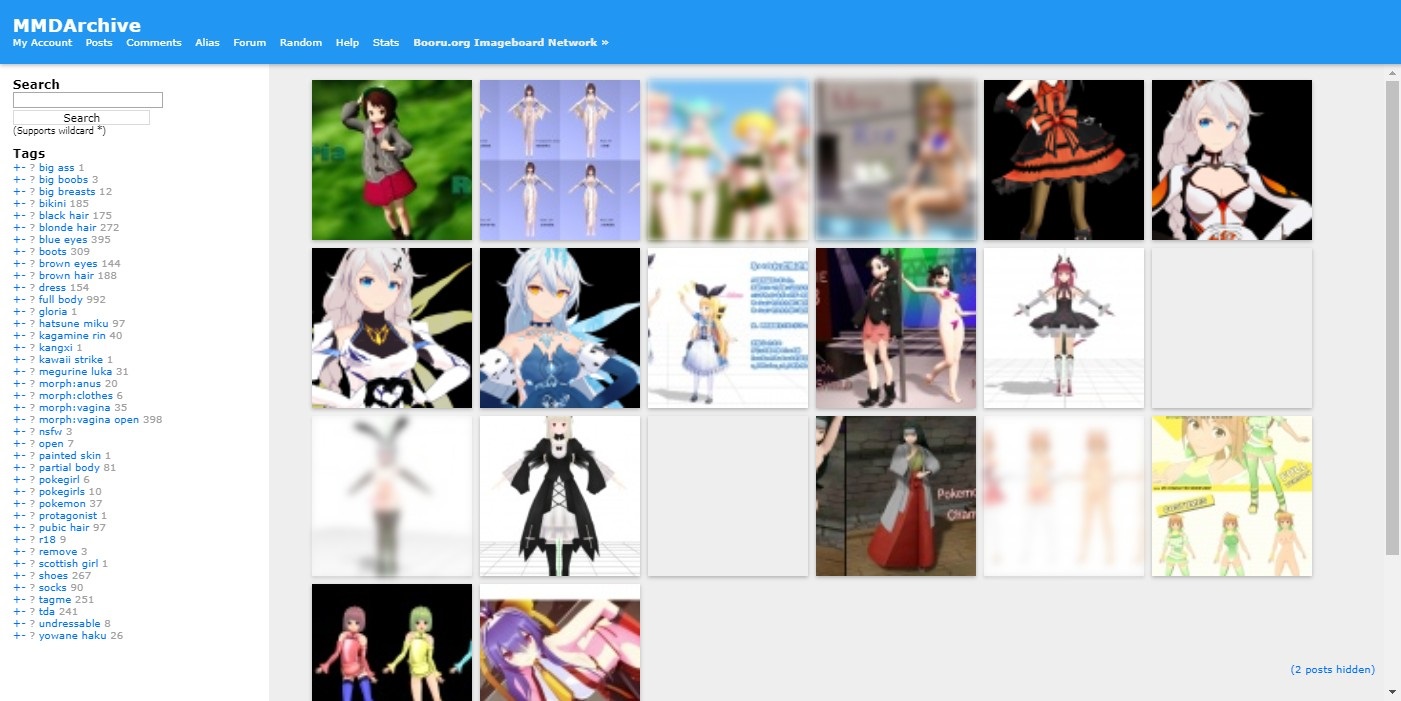 MMDArchive
My Account Posts Comments Alias Forum Random Help Stats Booru.org Imageboard Network »
Search
Search
(Supports wildcard *)
Tags
+- ? big ass 1
+- ? big boobs 3
+- ? big breasts 12
+- ? bikini 185
+- ? black hair 175
+- ? blonde hair 272
+- ? blue eyes 395
+- ? boots 309
+- ? brown eyes 144
+- ? brown hair 188
+- ? dress 154
+- ? full body 992
+- ? gloria 1
+- ? hatsune miku 97
+- ? kagamine rin 40
+- ? kangxi 1
+- ? kawaii strike 1
+- ? megurine luka 31
+- ? morph:anus 20
+- ? morph:clothes 6
+- ? morph:vagina 35
+- ? morph:vagina open 398
+- ? nsfw 3
+- ? open 7
+- ? painted skin 1
+- ? partial body 81
+- ? pokegirl 6
+- ? pokegirls 10
+- ? pokemon 37
+- ? protagonist 1
+- ? pubic hair 97
+- ? r18 9
+- ? remove 3
+- ? scottish girl 1
+- ? shoes 267
+- ? socks 90
+- ? tagme 251
+- ? tda 241
+- ? undressable 8
+- ? yowane haku 26
Pokemo
Cham
(2 posts hidden)